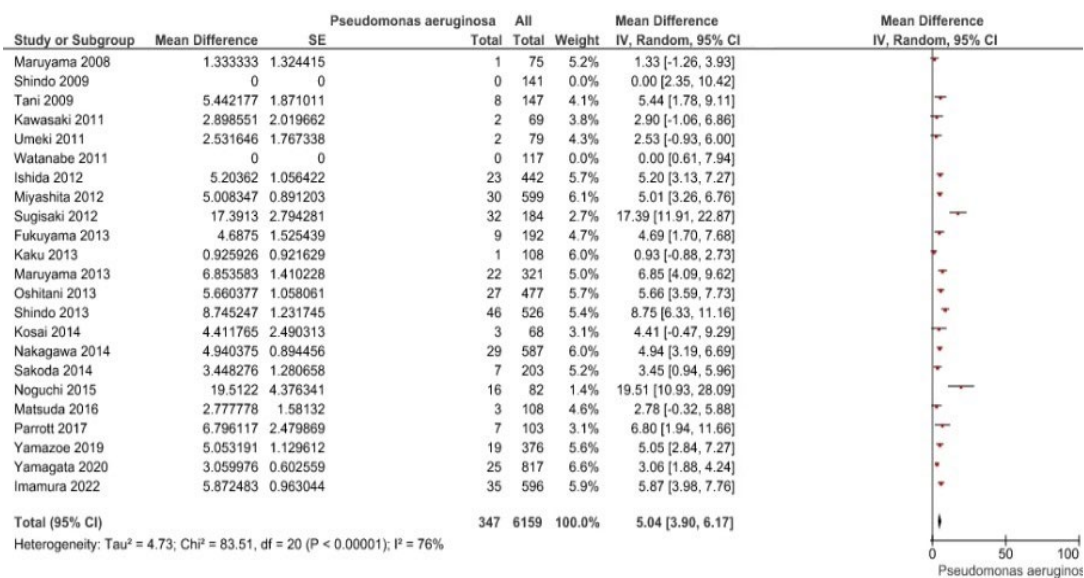 Pseudomonas aeruginosa All Mean Difference Mean Difference
Study or Subgroup Mean Difference SE Total Total Weight IV, Random, 95% CI IV, Random, 95% CI
Maruyama 2008 1.333333 1.324415 1 75 5.2% 1.33 [-1.26, 3.93]
Shindo 2009 0 0 0 141 0.0% 0.00 [2.35, 10.42]
Tani 2009 5.442177 1.871011 8 147 4.1% 5.44 [1.78, 9.11]
Kawasaki 2011 2.898551 2.019662 2 69 3.8% 2.90 [-1.06, 6.86]
Umeki 2011 2.531646 1.767338 2 79 4.3% 2.53 [-0.93, 6.00]
Watanabe 2011 0 0 0 117 0.0% 0.00 [0.61, 7.94]
Ishida 2012 5.20362 1.056422 23 442 5.7% 5.20 [3.13, 7.27]
Miyashita 2012 5.008347 0.891203 30 599 6.1% 5.01 [3.26, 6.76]
Sugisaki 2012 17.3913 2.794281 32 184 2.7% 17.39 [11.91, 22.87]
Fukuyama 2013 4.6875 1.525439 9 192 4.7% 4.69 [1.70, 7.68]
Kaku 2013 0.925926 0.921629 1 108 6.0% 0.93 [-0.88, 2.73]
Maruyama 2013 6.853583 1.410228 22 321 5.0% 6.85 [4.09, 9.62]
Oshitani 2013 5.660377 1.058061 27 477 5.7% 5.66 [3.59, 7.73]
Shindo 2013 8.745247 1.231745 46 526 5.4% 8.75 [6.33, 11.16]
Kosai 2014 4.411765 2.490313 3 68 3.1% 4.41 [-0.47, 9.29]
Nakagawa 2014 4.940375 0.894456 29 587 6.0% 4.94 [3.19, 6.69]
Sakoda 2014 3.448276 1.280658 7 203 5.3% 3.45 [0.94, 5.96]
Noguchi 2015 19.5122 4.376341 16 82 1.4% 19.51 [10.93, 28.09]
Matsuda 2016 2.777778 1.58132 3 108 4.6% 2.78 [-0.32, 5.88]
Parrott 2017 6.796117 2.479869 7 103 3.1% 6.80 [1.94, 11.66]
Yamazoe 2019 5.053191 1.129612 19 376 5.6% 5.05 [2.84, 7.27]
Yamagata 2020 3.059976 0.602559 25 817 6.6% 3.06 [1.88, 4.24]
Imamura 2022 5.872483 0.963044 35 596 5.9% 5.87 [3.98, 7.76]
Total (95% CI) 347 6159 100.0% 5.04 [3.90, 6.17]
Heterogeneity: Tau² = 4.73; Chi² = 83.51, df = 20 (P < 0.00001); I² = 76%
0 50 100
Pseudomonas aeruginos